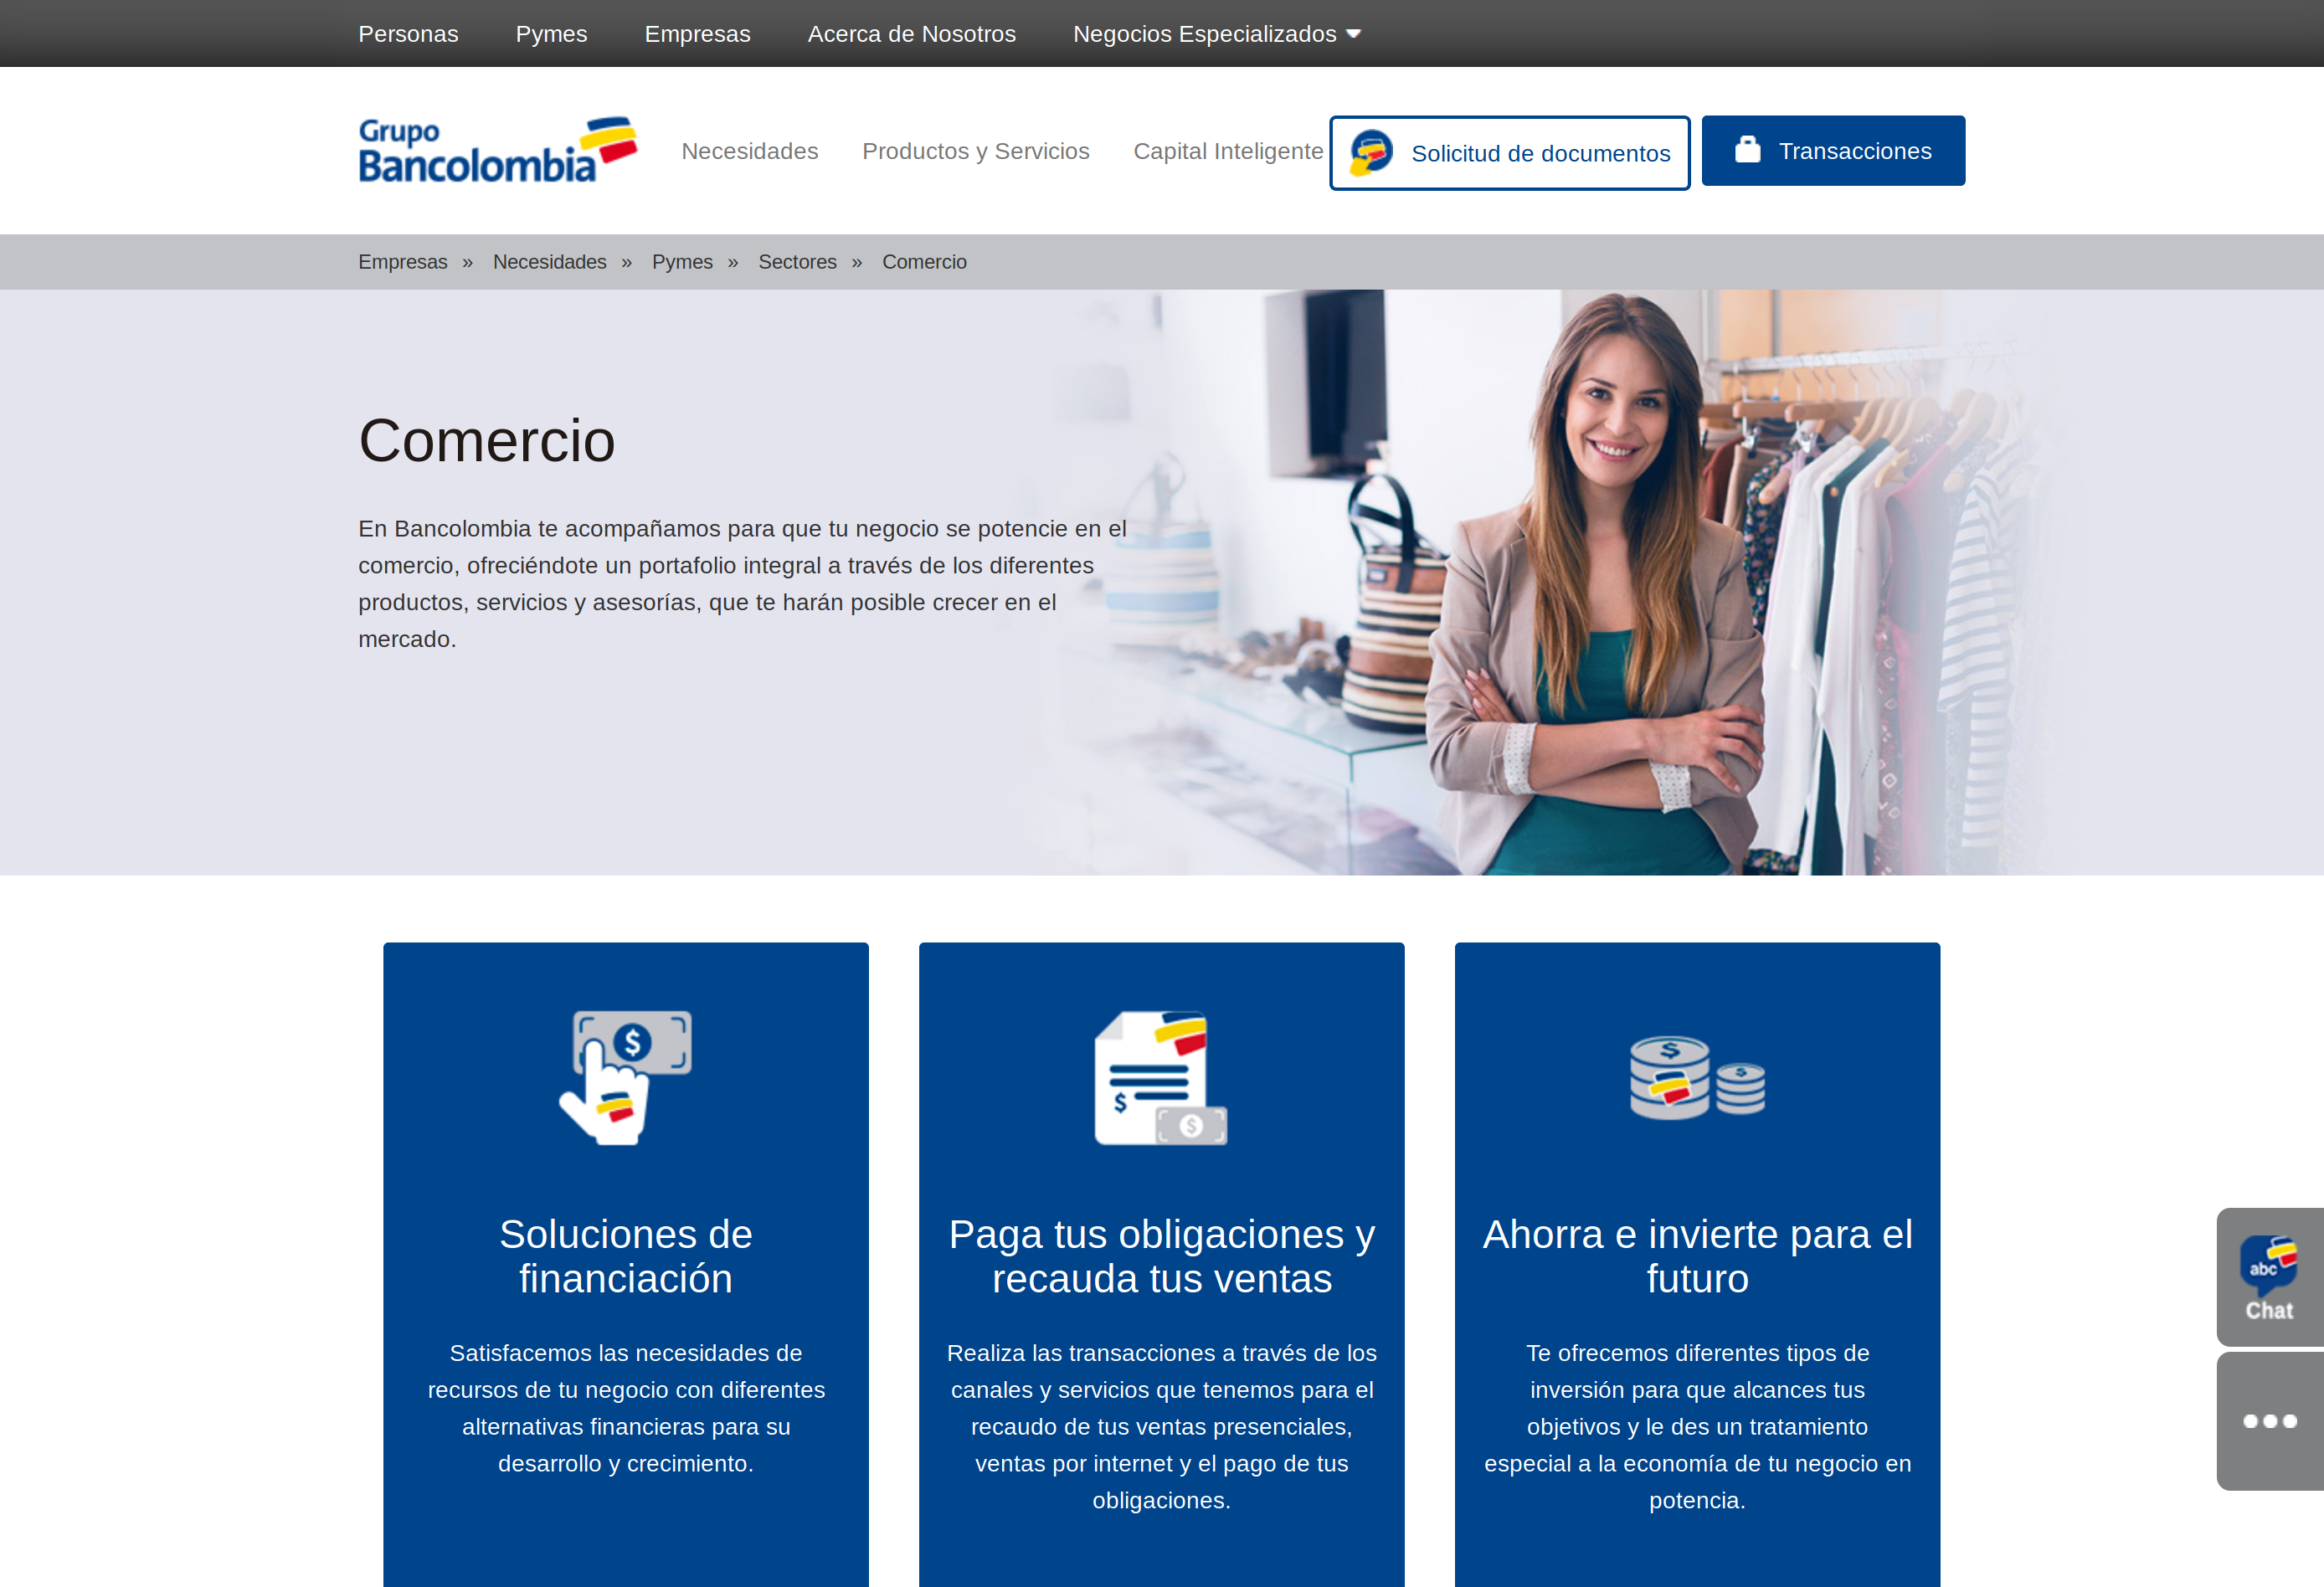 Personas Pymes Empresas Acerca de Nosotros Negocios Especializados
Grupo
Bancolombia
Necesidades Productos y Servicios Capital Inteligente Solicitud de documentos Transacciones
Empresas » Necesidades » Pymes » Sectores » Comercio
Comercio
En Bancolombia te acompañamos para que tu negocio se potencie en el
comercio, ofreciéndote un portafolio integral a través de los diferentes
productos, servicios y asesorías, que te harán posible crecer en el
mercado.
$
Soluciones de
financiación
Satisfacemos las necesidades de
recursos de tu negocio con diferentes
alternativas financieras para su
desarrollo y crecimiento.
$
$
Paga tus obligaciones y
recauda tus ventas
Realiza las transacciones a través de los
canales y servicios que tenemos para el
recaudo de tus ventas presenciales,
ventas por internet y el pago de tus
obligaciones.
$
$
Ahorra e invierte para el
futuro
Te ofrecemos diferentes tipos de
inversión para que alcances tus
objetivos y le des un tratamiento
especial a la economía de tu negocio en
potencia.
abc
Chat